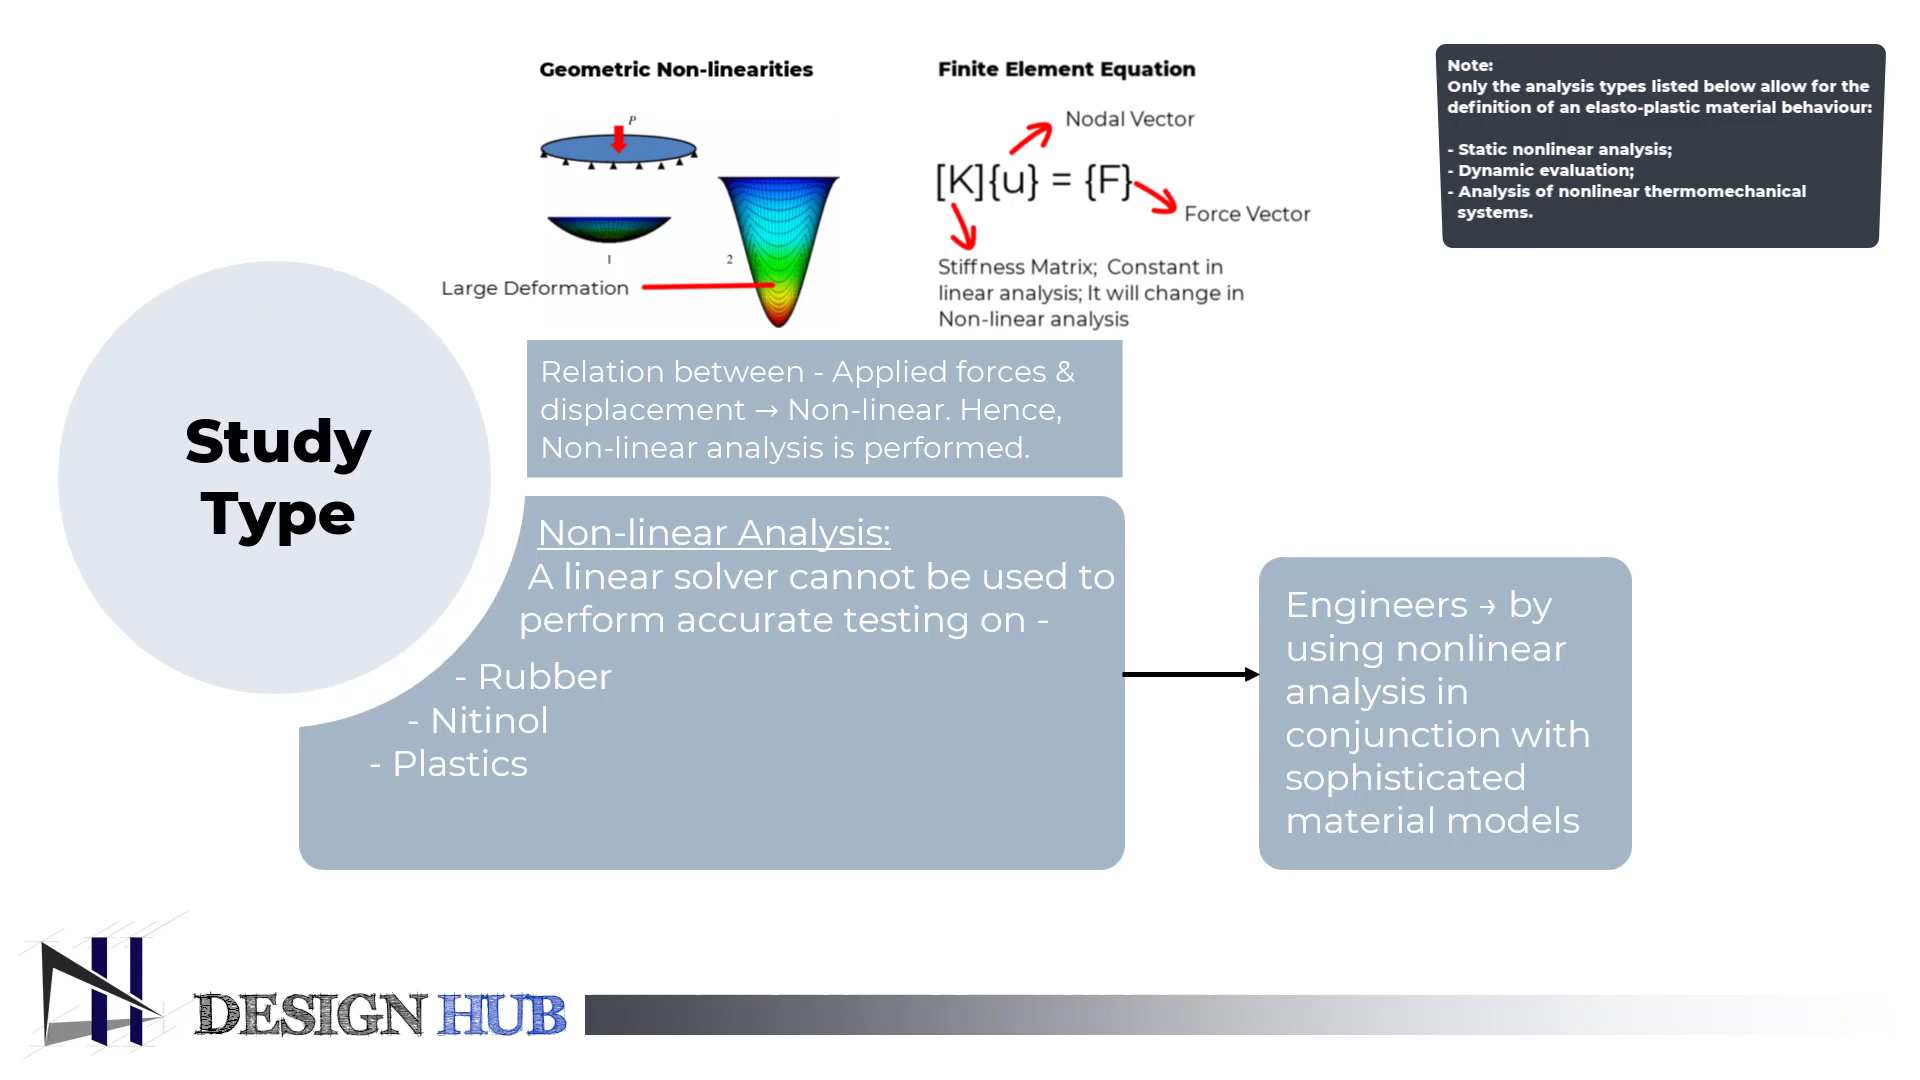 Geometric Non-linearities
P
1
2
Large Deformation
Finite Element Equation
Nodal Vector
[K]{u} = {F}
Force Vector
Stiffness Matrix; Constant in
linear analysis; It will change in
Non-linear analysis
Note:
Only the analysis types listed below allow for the
definition of an elasto-plastic material behaviour:
- Static nonlinear analysis;
- Dynamic evaluation;
- Analysis of nonlinear thermomechanical
systems.
Study
Type
Relation between - Applied forces &
displacement → Non-linear. Hence,
Non-linear analysis is performed.
Non-linear Analysis:
A linear solver cannot be used to
perform accurate testing on -
- Rubber
- Nitinol
- Plastics
Engineers → by
using nonlinear
analysis in
conjunction with
sophisticated
material models
DESIGN HUB